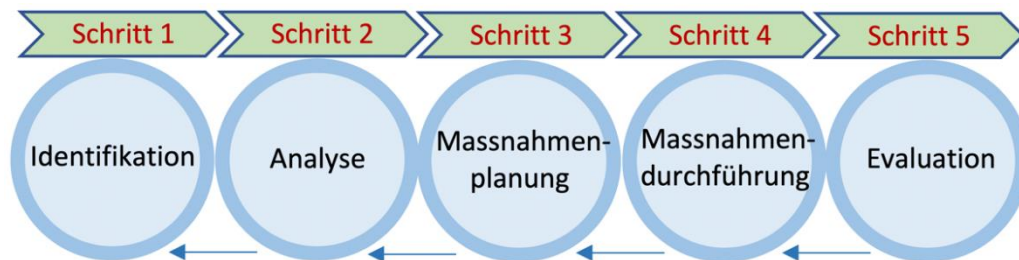 Schritt 1
Schritt 2
Schritt 3
Schritt 4
Schritt 5
Identifikation
Analyse
Massnahmen-
planung
Massnahmen-
durchführung
Evaluation